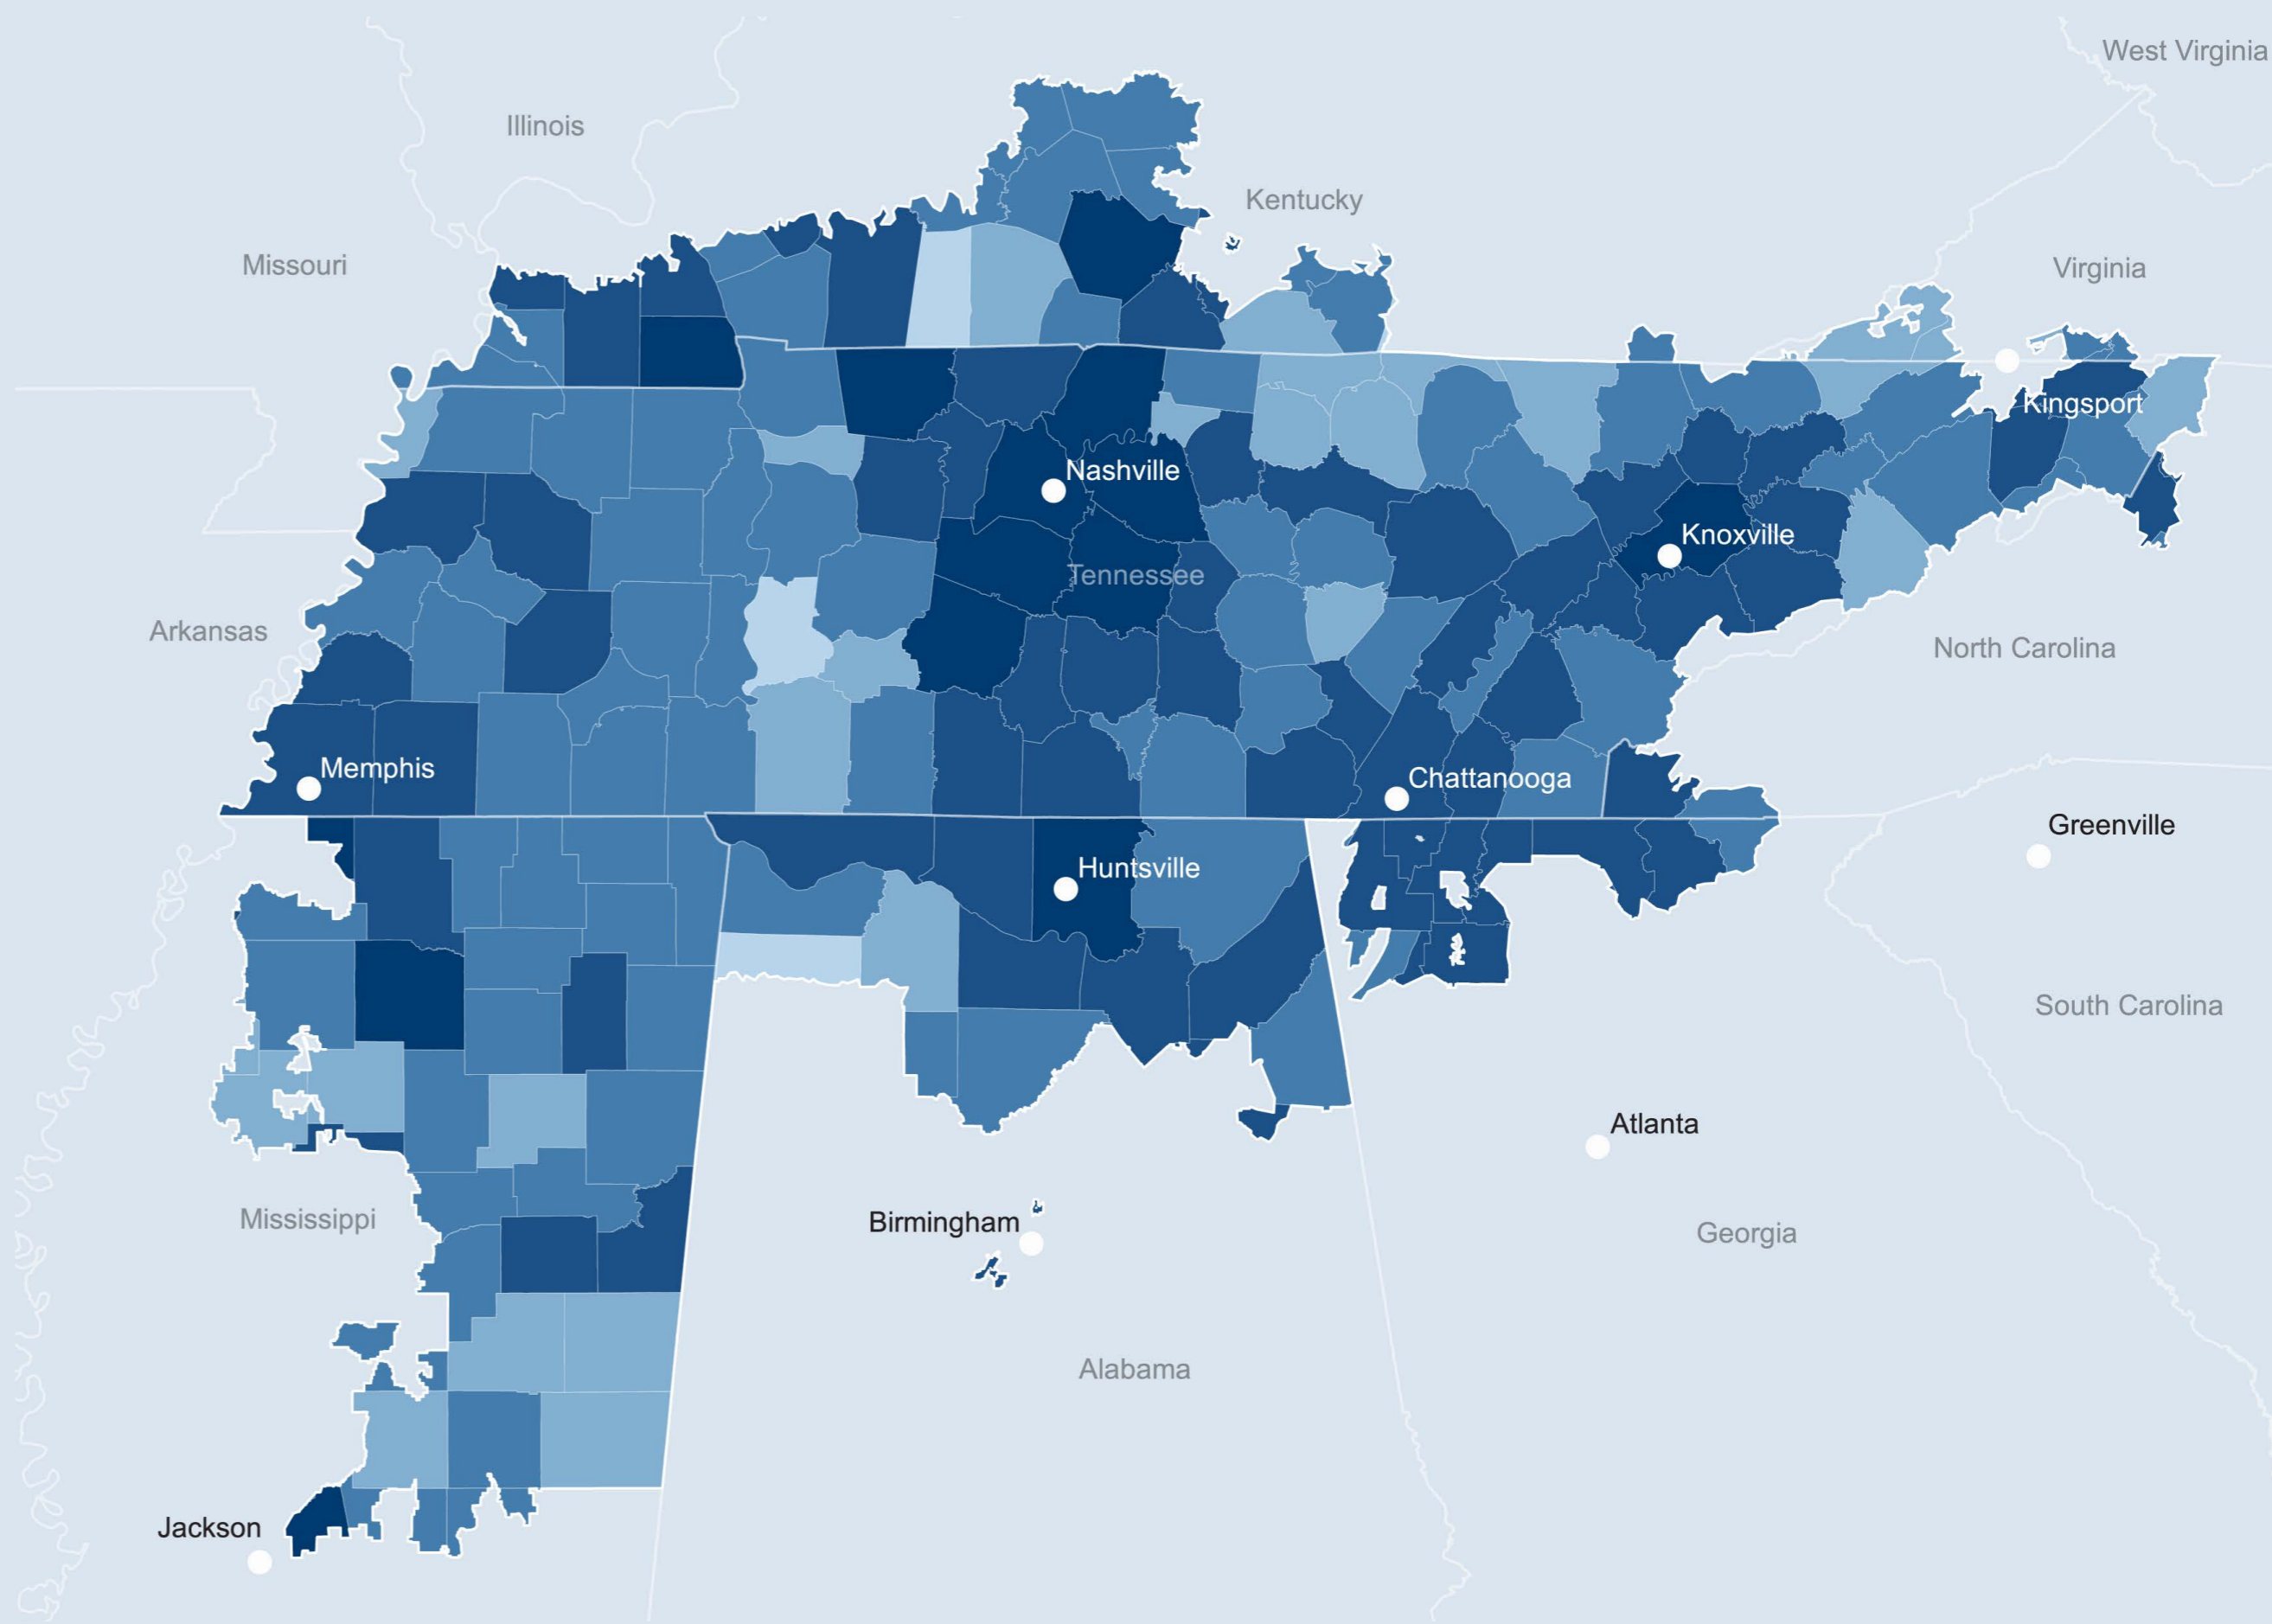 West Virginia
Illinois
Kentucky
Missouri
Virginia
Kingsport
Nashville
Knoxville
Tennessee
Arkansas
North Carolina
Memphis
Chattanooga
Greenville
Huntsville
South Carolina
Atlanta
Mississippi
Birmingham
Georgia
Alabama
Jackson